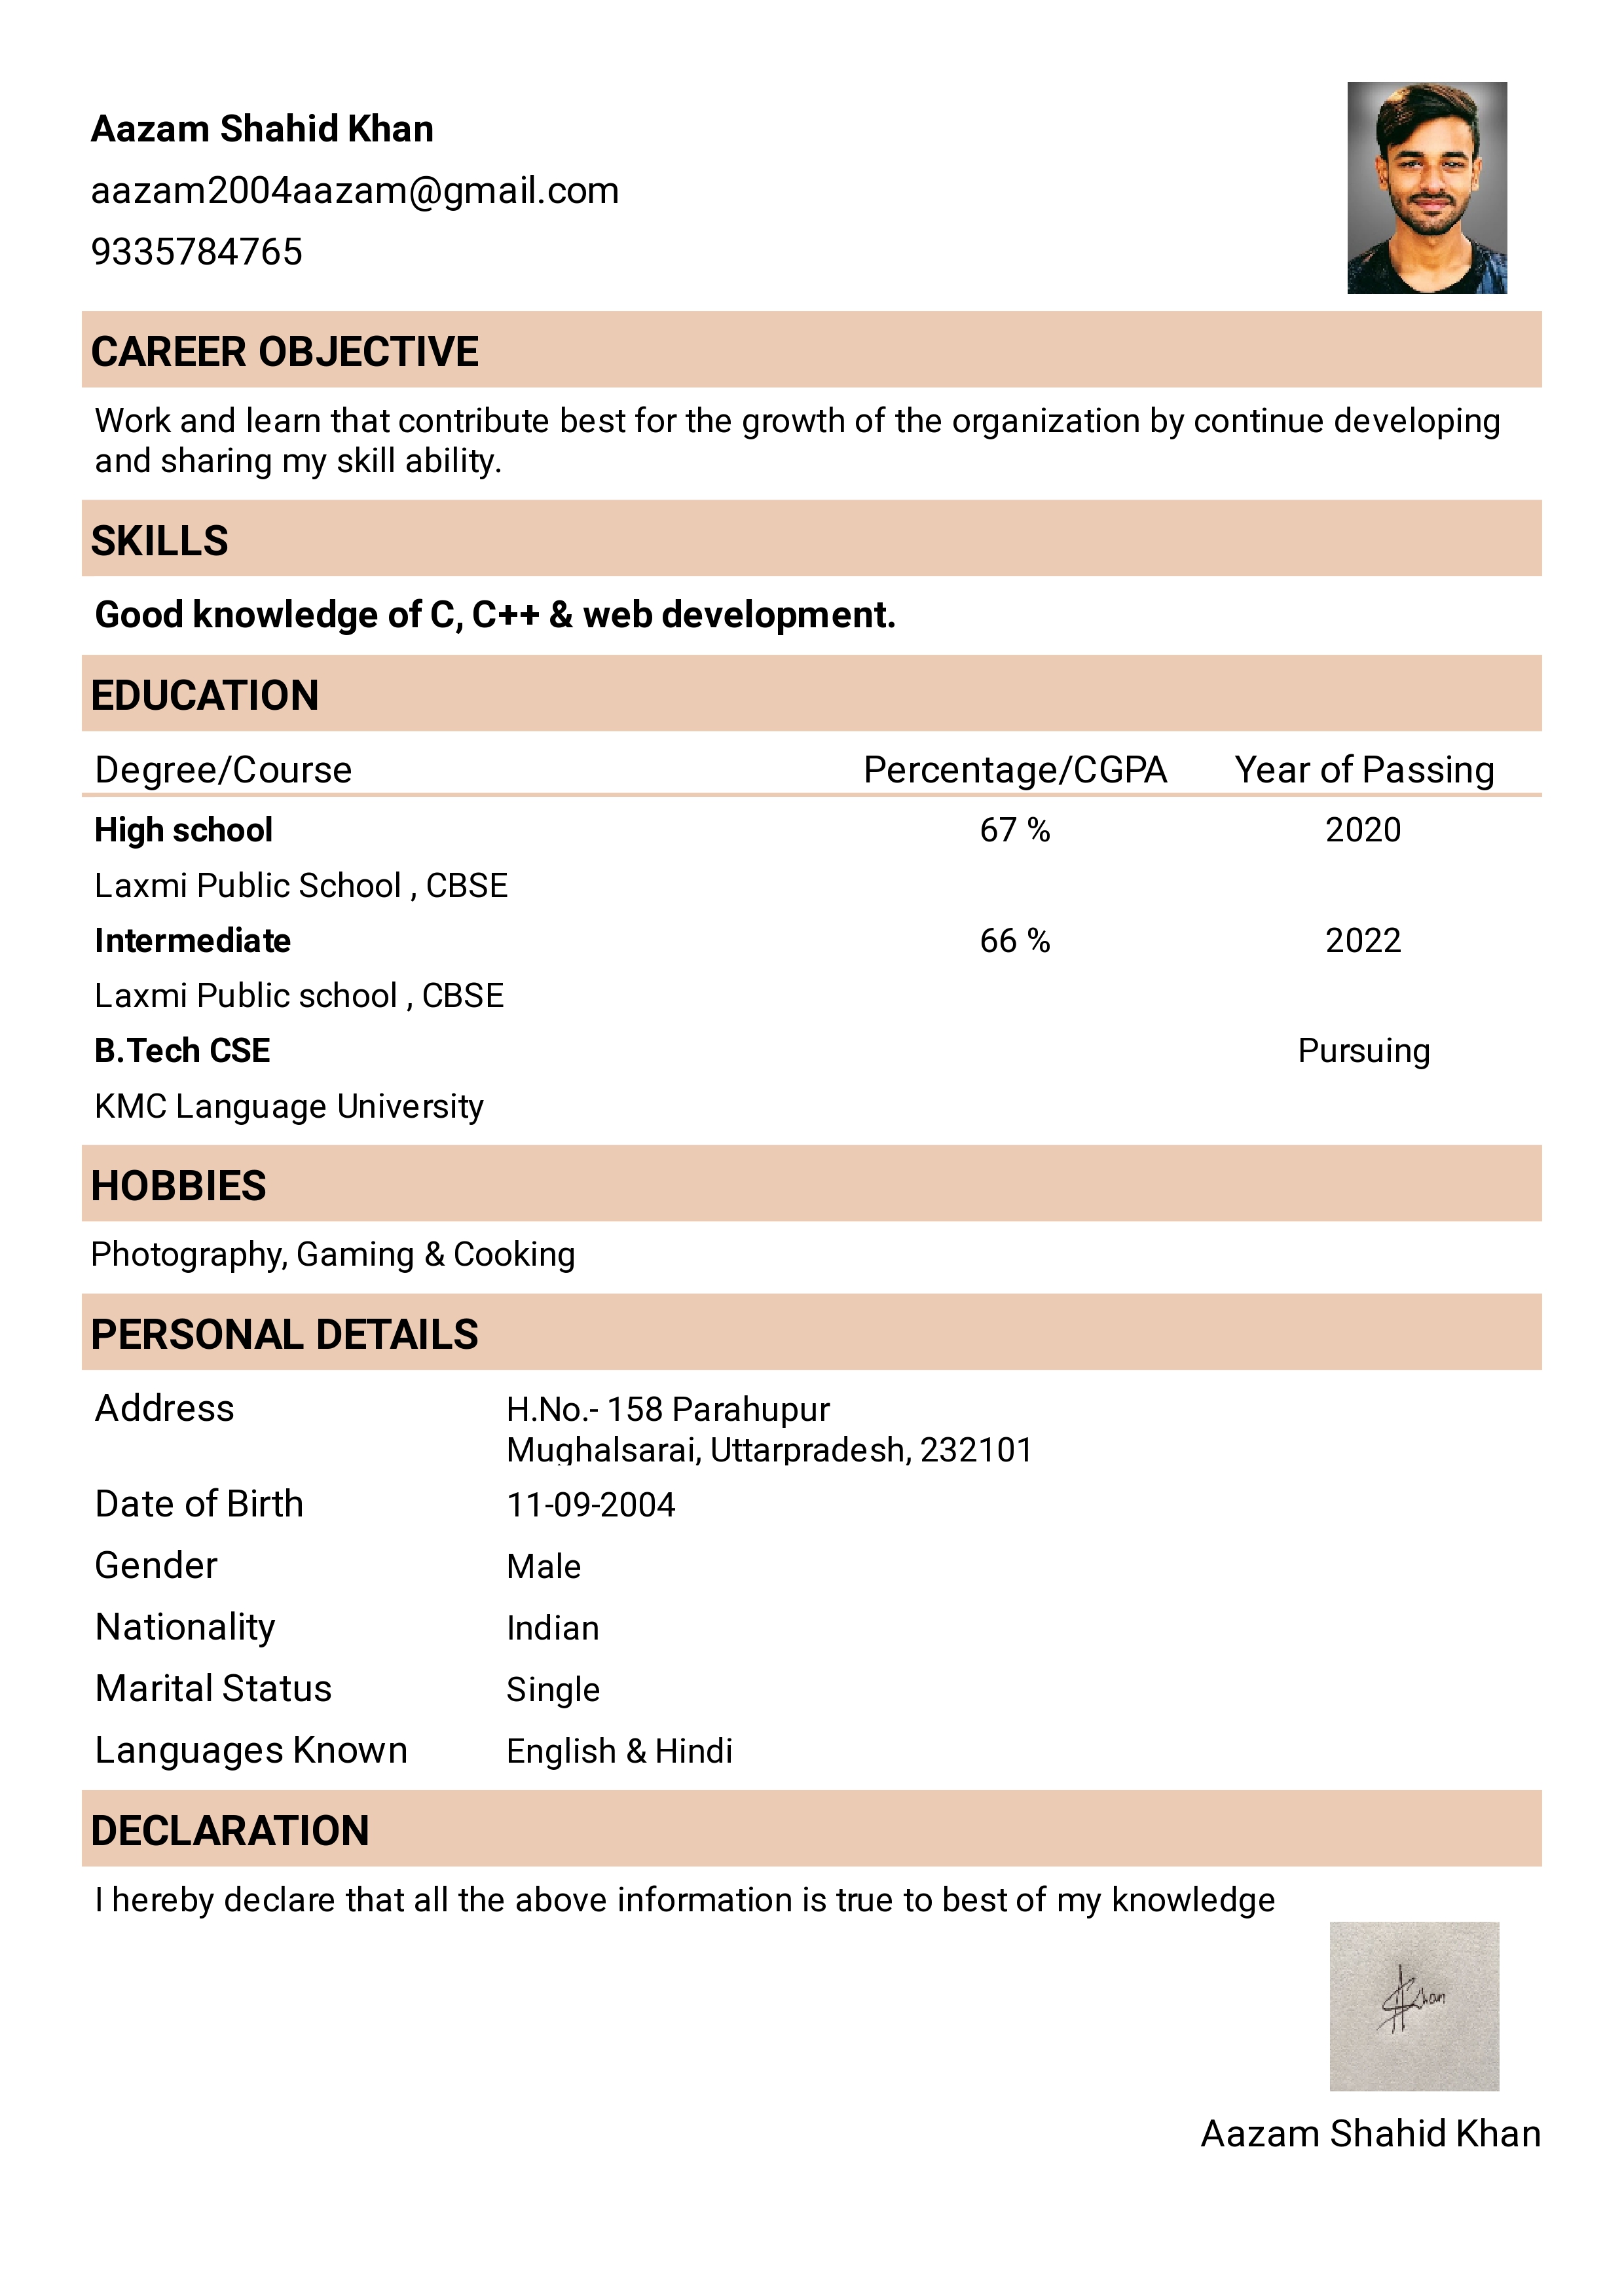 Aazam Shahid Khan
aazam2004aazam@gmail.com
9335784765
CAREER OBJECTIVE
Work and learn that contribute best for the growth of the organization by continue developing
and sharing my skill ability.
SKILLS
Good knowledge of C, C++ & web development.
EDUCATION
Degree/Course Percentage/CGPA Year of Passing
High school 67 % 2020
Laxmi Public School , CBSE
Intermediate 66 % 2022
Laxmi Public school , CBSE
B.Tech CSE Pursuing
KMC Language University
HOBBIES
Photography, Gaming & Cooking
PERSONAL DETAILS
Address H.No.- 158 Parahupur
Mughalsarai, Uttarpradesh, 232101
Date of Birth 11-09-2004
Gender Male
Nationality Indian
Marital Status Single
Languages Known English & Hindi
DECLARATION
I hereby declare that all the above information is true to best of my knowledge
Khan
Aazam Shahid Khan